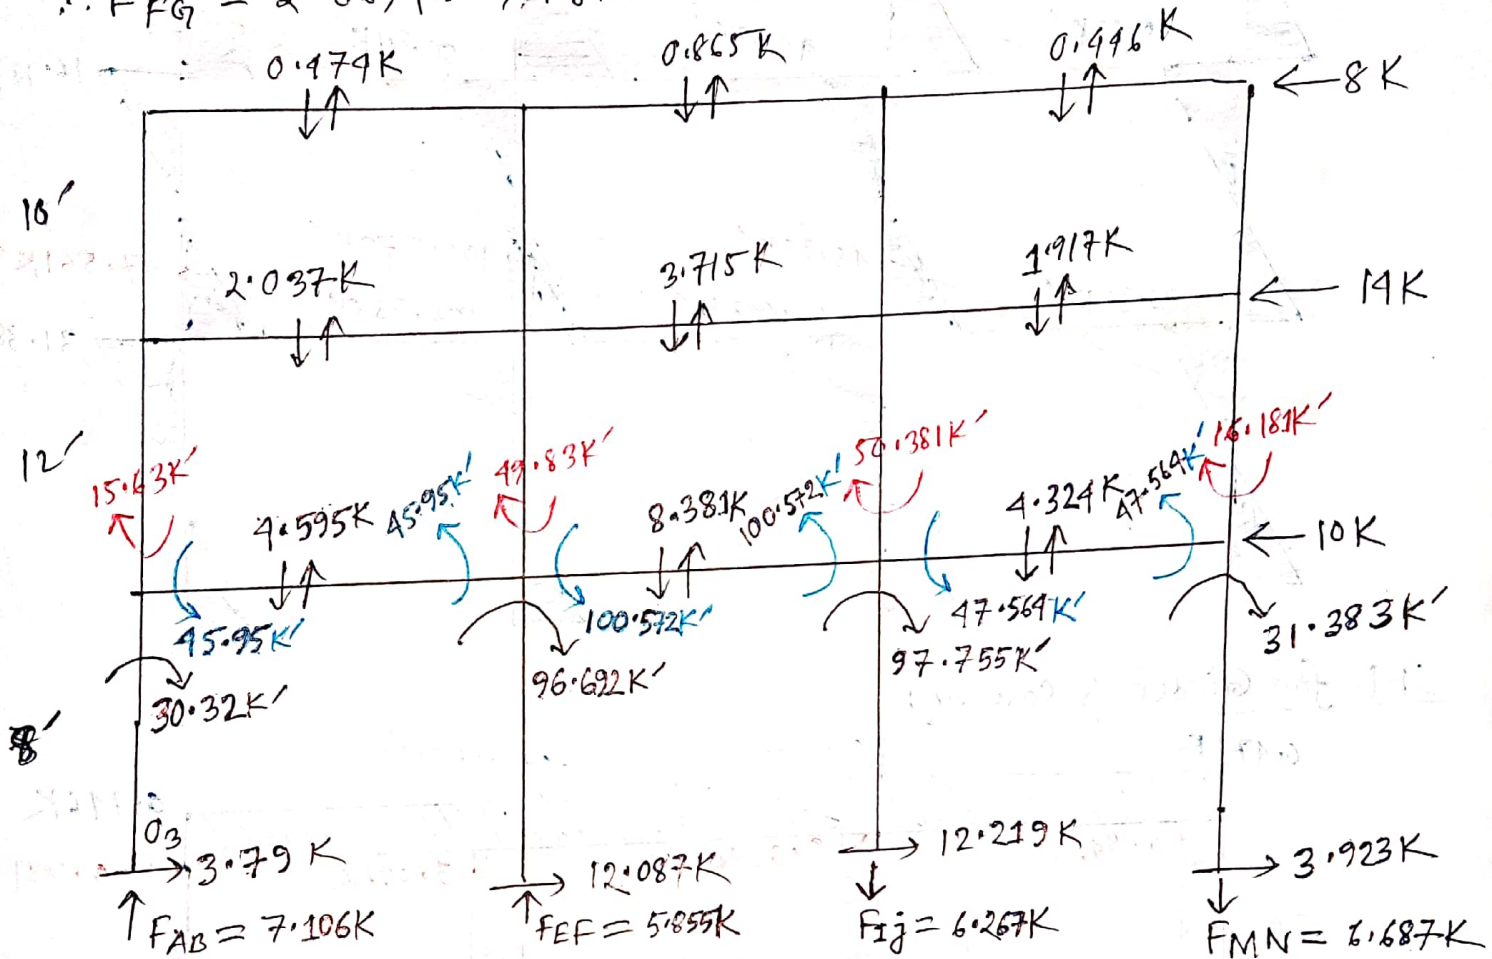 ∴ FFG =
0.474K
0.865K
0.446K
← 8K
10′
2.037K
3.715K
1.917K
← 14K
12′
15.63K′
4.595K
45.95K′
49.83K′
8.381K
100.572K′
50.381K′
4.324K
47.564K′
16.181K′
← 10K
45.95K′
100.572K′
47.564K′
31.383K′
30.32K′
96.692K′
97.755K′
8′
O3
3.79K
12.087K
12.219K
3.923K
FAB = 7.106K
FEF = 5.855K
FIj = 6.267K
FMN = 6.687K